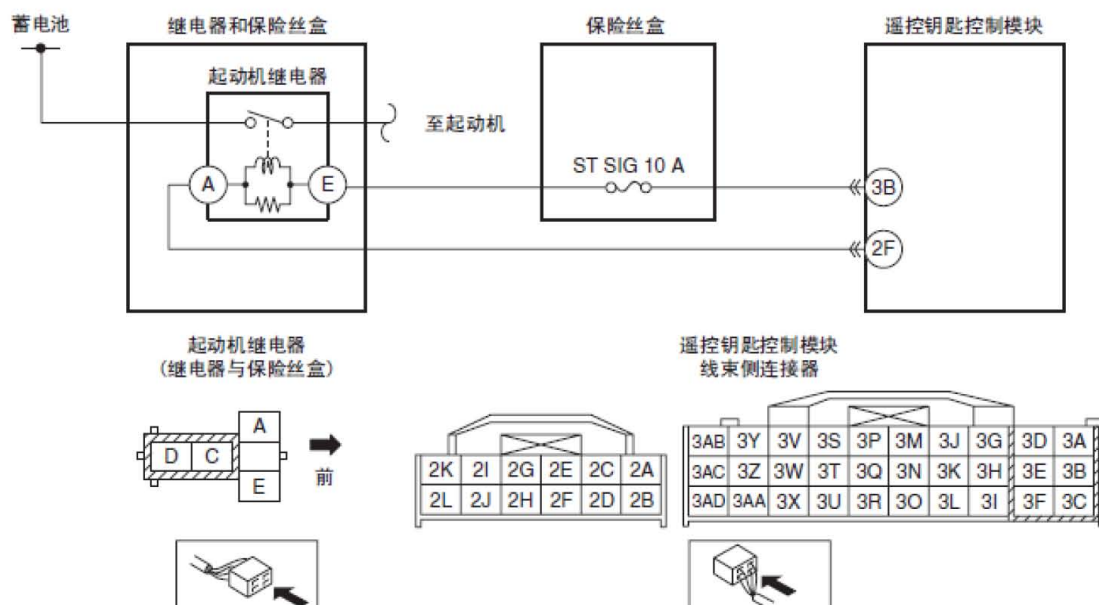 蓄电池
继电器和保险丝盒
保险丝盒
遥控钥匙控制模块
起动机继电器
至起动机
ST SIG 10 A
A
E
3B
2F
起动机继电器
(继电器与保险丝盒)
遥控钥匙控制模块
线束侧连接器
A
D C
E
前
2K 2I 2G 2E 2C 2A
2L 2J 2H 2F 2D 2B
3AB 3Y 3V 3S 3P 3M 3J 3G 3D 3A
3AC 3Z 3W 3T 3Q 3N 3K 3H 3E 3B
3AD 3AA 3X 3U 3R 3O 3L 3I 3F 3C